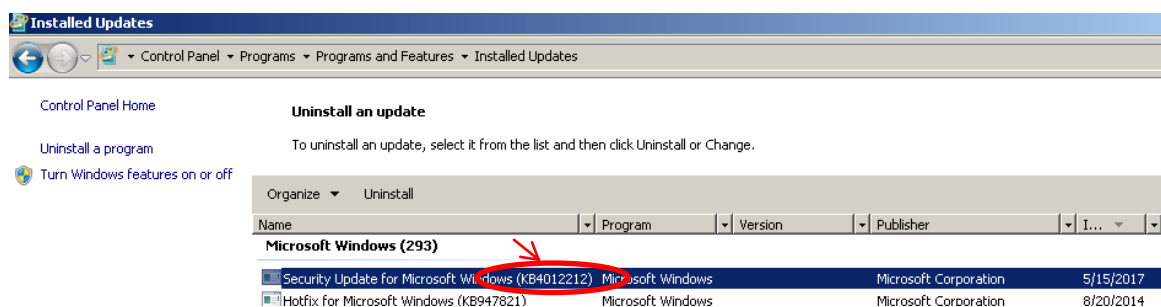 Installed Updates
Control Panel Programs Programs and Features Installed Updates
Control Panel Home
Uninstall a program
Turn Windows features on or off
Uninstall an update
To uninstall an update, select it from the list and then click Uninstall or Change.
Organize Uninstall
Name Program Version Publisher I...
Microsoft Windows (293)
Security Update for Microsoft Windows (KB4012212) Microsoft Windows Microsoft Corporation 5/15/2017
Hotfix for Microsoft Windows (KB947821) Microsoft Windows Microsoft Corporation 8/20/2014